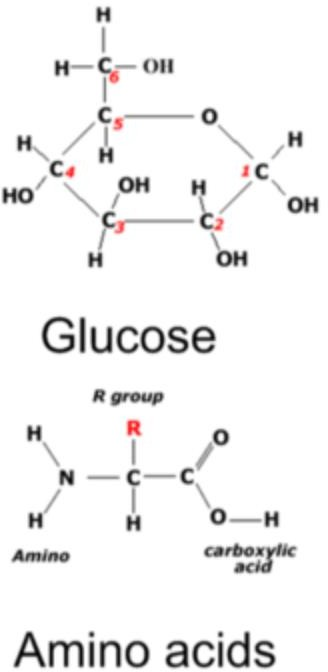 H
H C 6 OH
C 5 O
H C 4 H OH H 1 C H
HO C 3 C 2 OH
H OH
Glucose
R group
H R O
N C C
H H O H
Amino carboxylic
acid
Amino acids